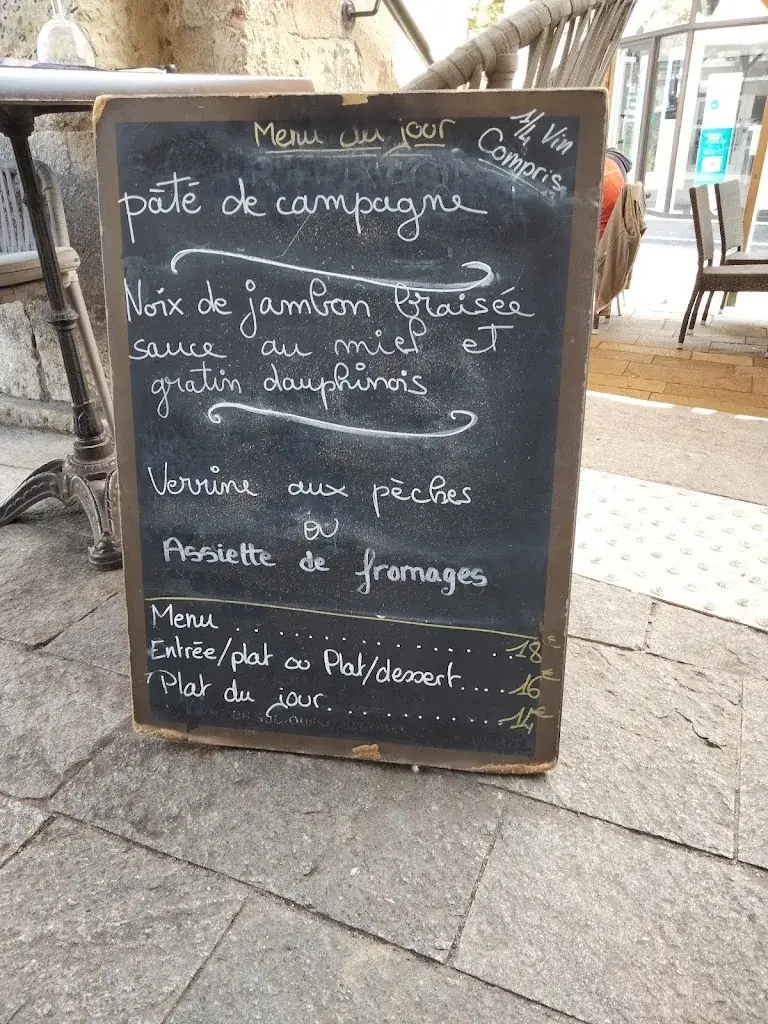 Menu du jour
1/4 Vin
Compris
pâté de campagne
Noix de jambon braisée
sauce au miel et
gratin dauphinois
Verrine aux pêches
ou
Assiette de fromages
Menu .................. 18€
Entrée/plat ou Plat/dessert.... 16€
Plat du jour............. 14€